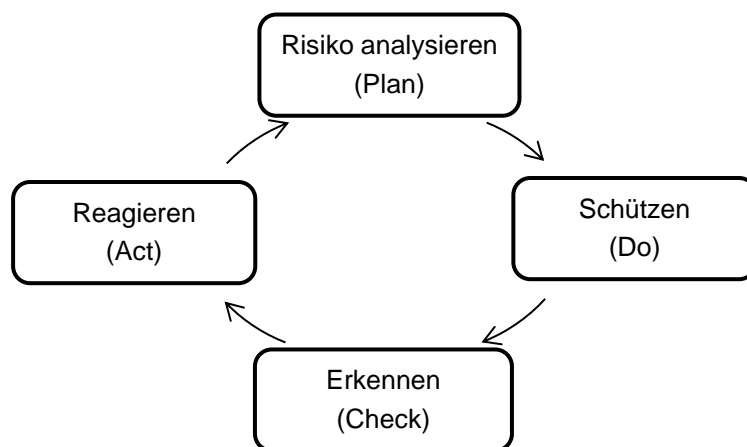 Risiko analysieren
(Plan)
Reagieren
(Act)
Schützen
(Do)
Erkennen
(Check)